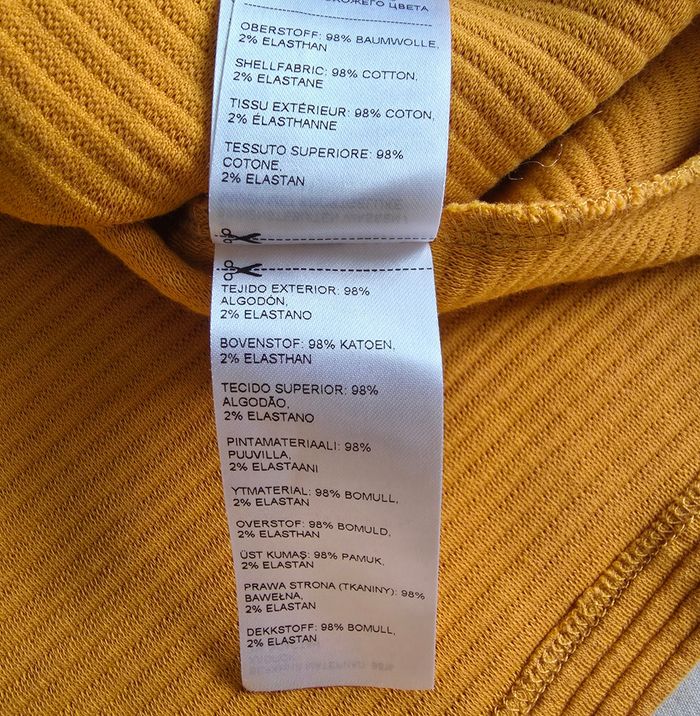 ЦВЕТА
OBERSTOFF: 98% BAUMWOLLE,
2% ELASTHAN
SHELLFABRIC: 98% COTTON,
2% ELASTANE
TISSU EXTÉRIEUR: 98% COTON,
2% ÉLASTHANNE
TESSUTO SUPERIORE: 98%
COTONE,
2% ELASTAN
TEJIDO EXTERIOR: 98%
ALGODÓN,
2% ELASTANO
BOVENSTOF: 98% KATOEN,
2% ELASTHAN
TECIDO SUPERIOR: 98%
ALGODÃO,
2% ELASTANO
PINTAMATERIAALI: 98%
PUUVILLA,
2% ELASTAANI
YTMATERIAL: 98% BOMULL,
2% ELASTAN
OVERSTOF: 98% BOMULD,
2% ELASTHAN
ÜST KUMAŞ: 98% PAMUK,
2% ELASTAN
PRAWA STRONA (TKANINY): 98%
BAWEŁNA,
2% ELASTAN
DEKKSTOFF: 98% BOMULL,
2% ELASTAN